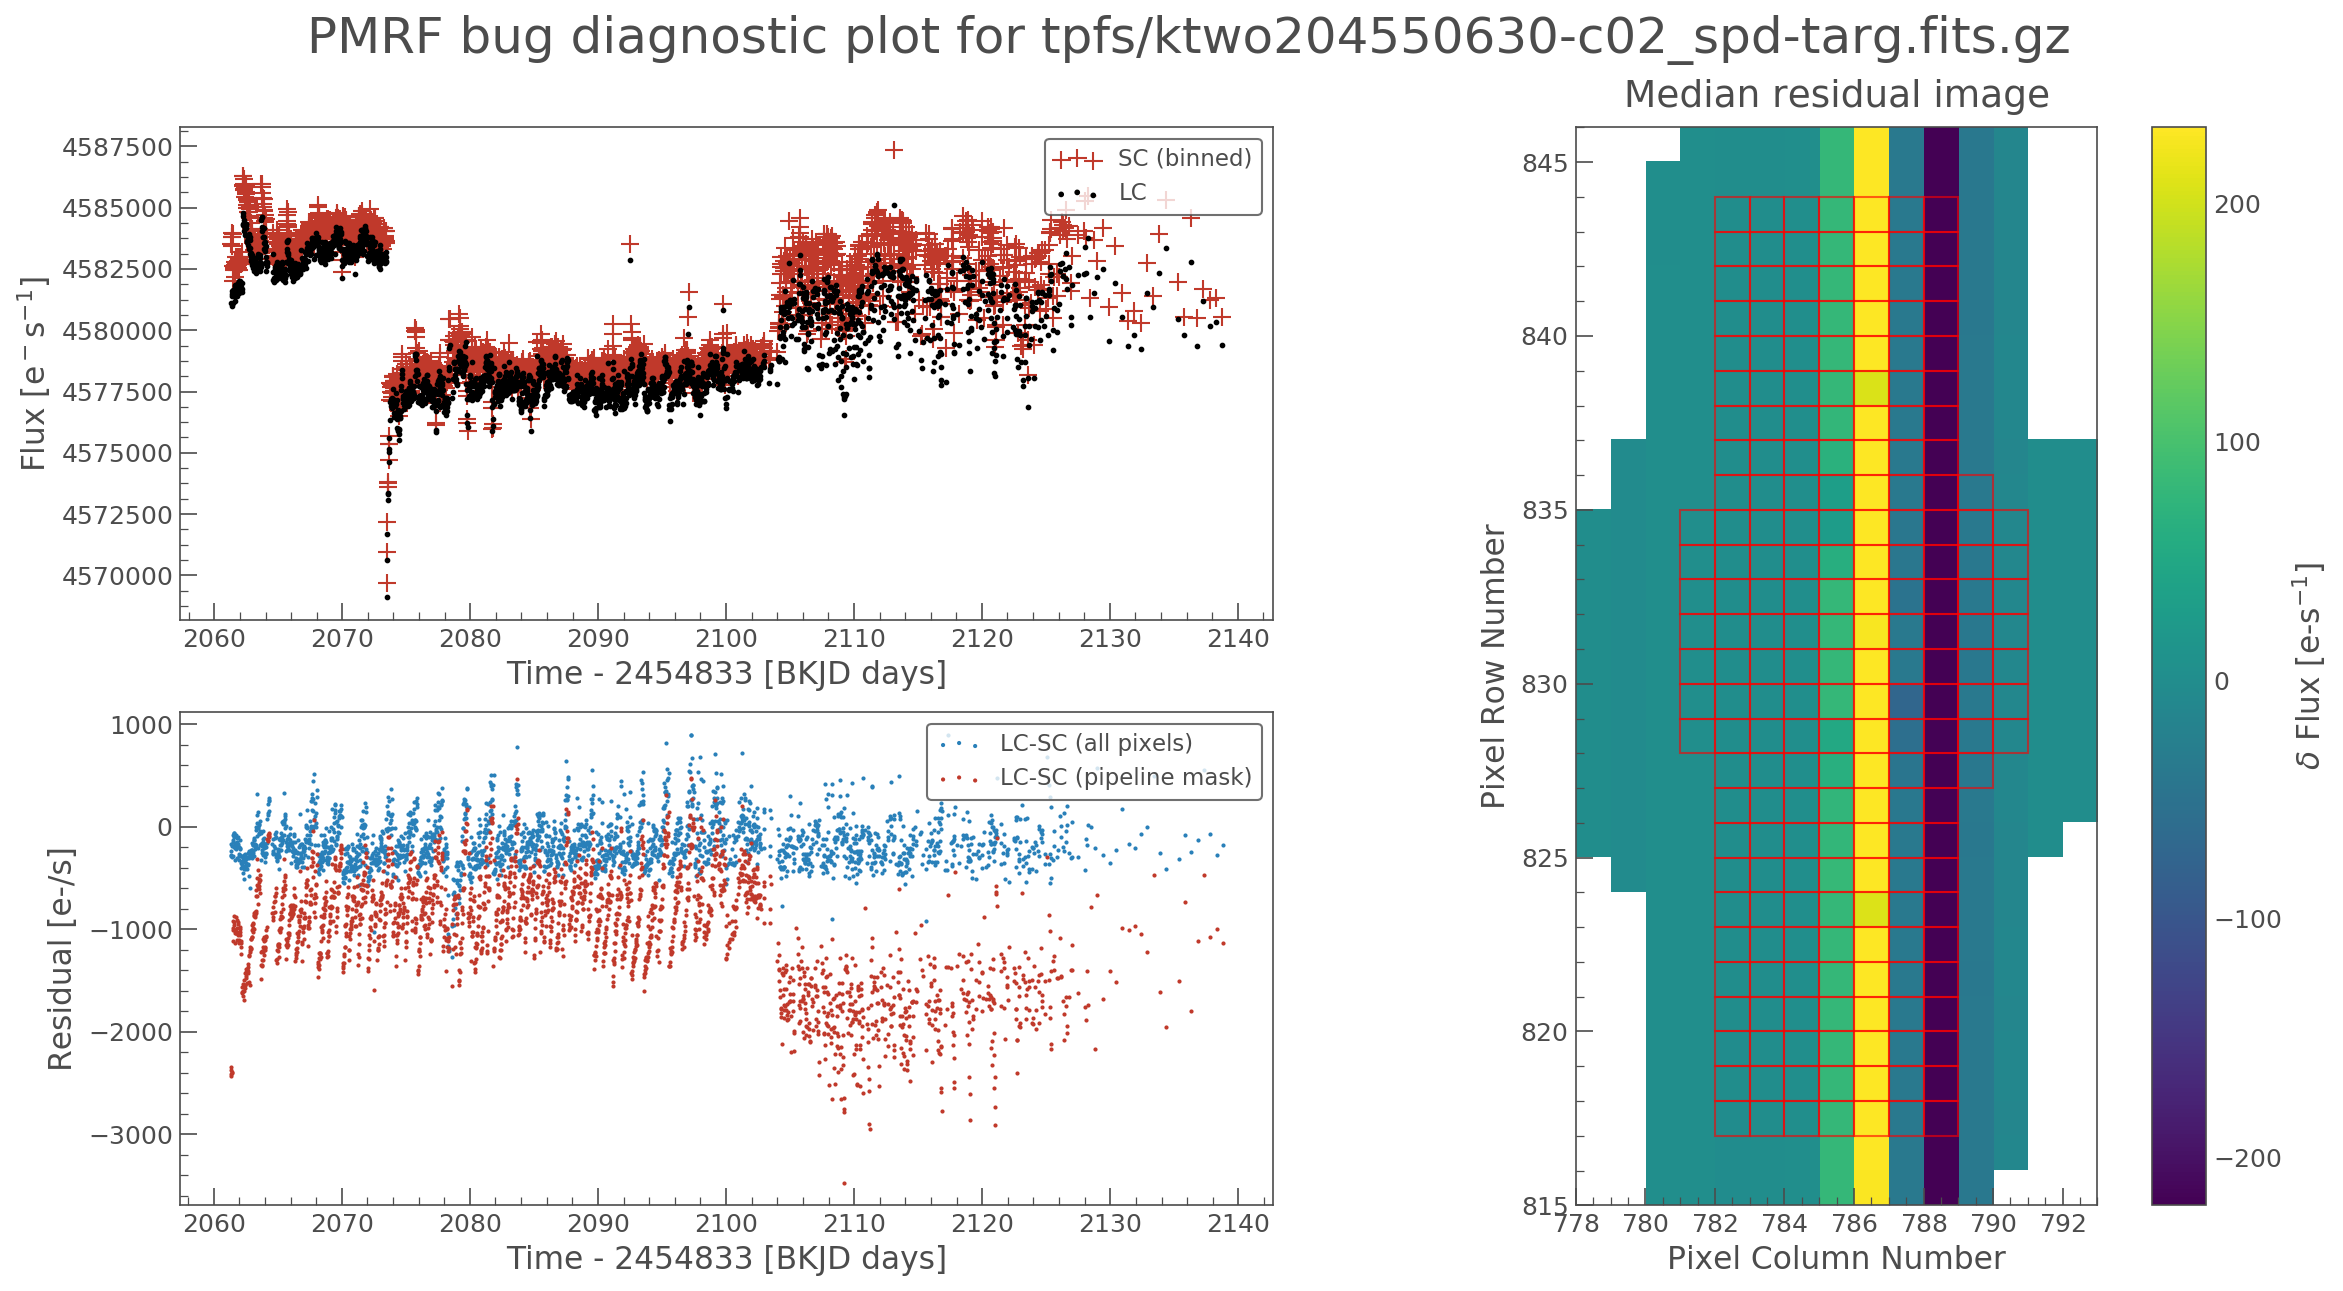 PMRF bug diagnostic plot for tpfs/ktwo204550630-c02_spd-targ.fits.gz
4587500
4585000
4582500
4580000
4577500
4575000
4572500
4570000
Flux [e⁻ s⁻¹]
SC (binned)
LC
2060 2070 2080 2090 2100 2110 2120 2130 2140
Time - 2454833 [BKJD days]
1000
0
−1000
−2000
−3000
Residual [e-/s]
LC-SC (all pixels)
LC-SC (pipeline mask)
2060 2070 2080 2090 2100 2110 2120 2130 2140
Time - 2454833 [BKJD days]
Median residual image
845
840
835
830
825
820
815
Pixel Row Number
778 780 782 784 786 788 790 792
Pixel Column Number
200
100
0
−100
−200
δ Flux [e-s⁻¹]